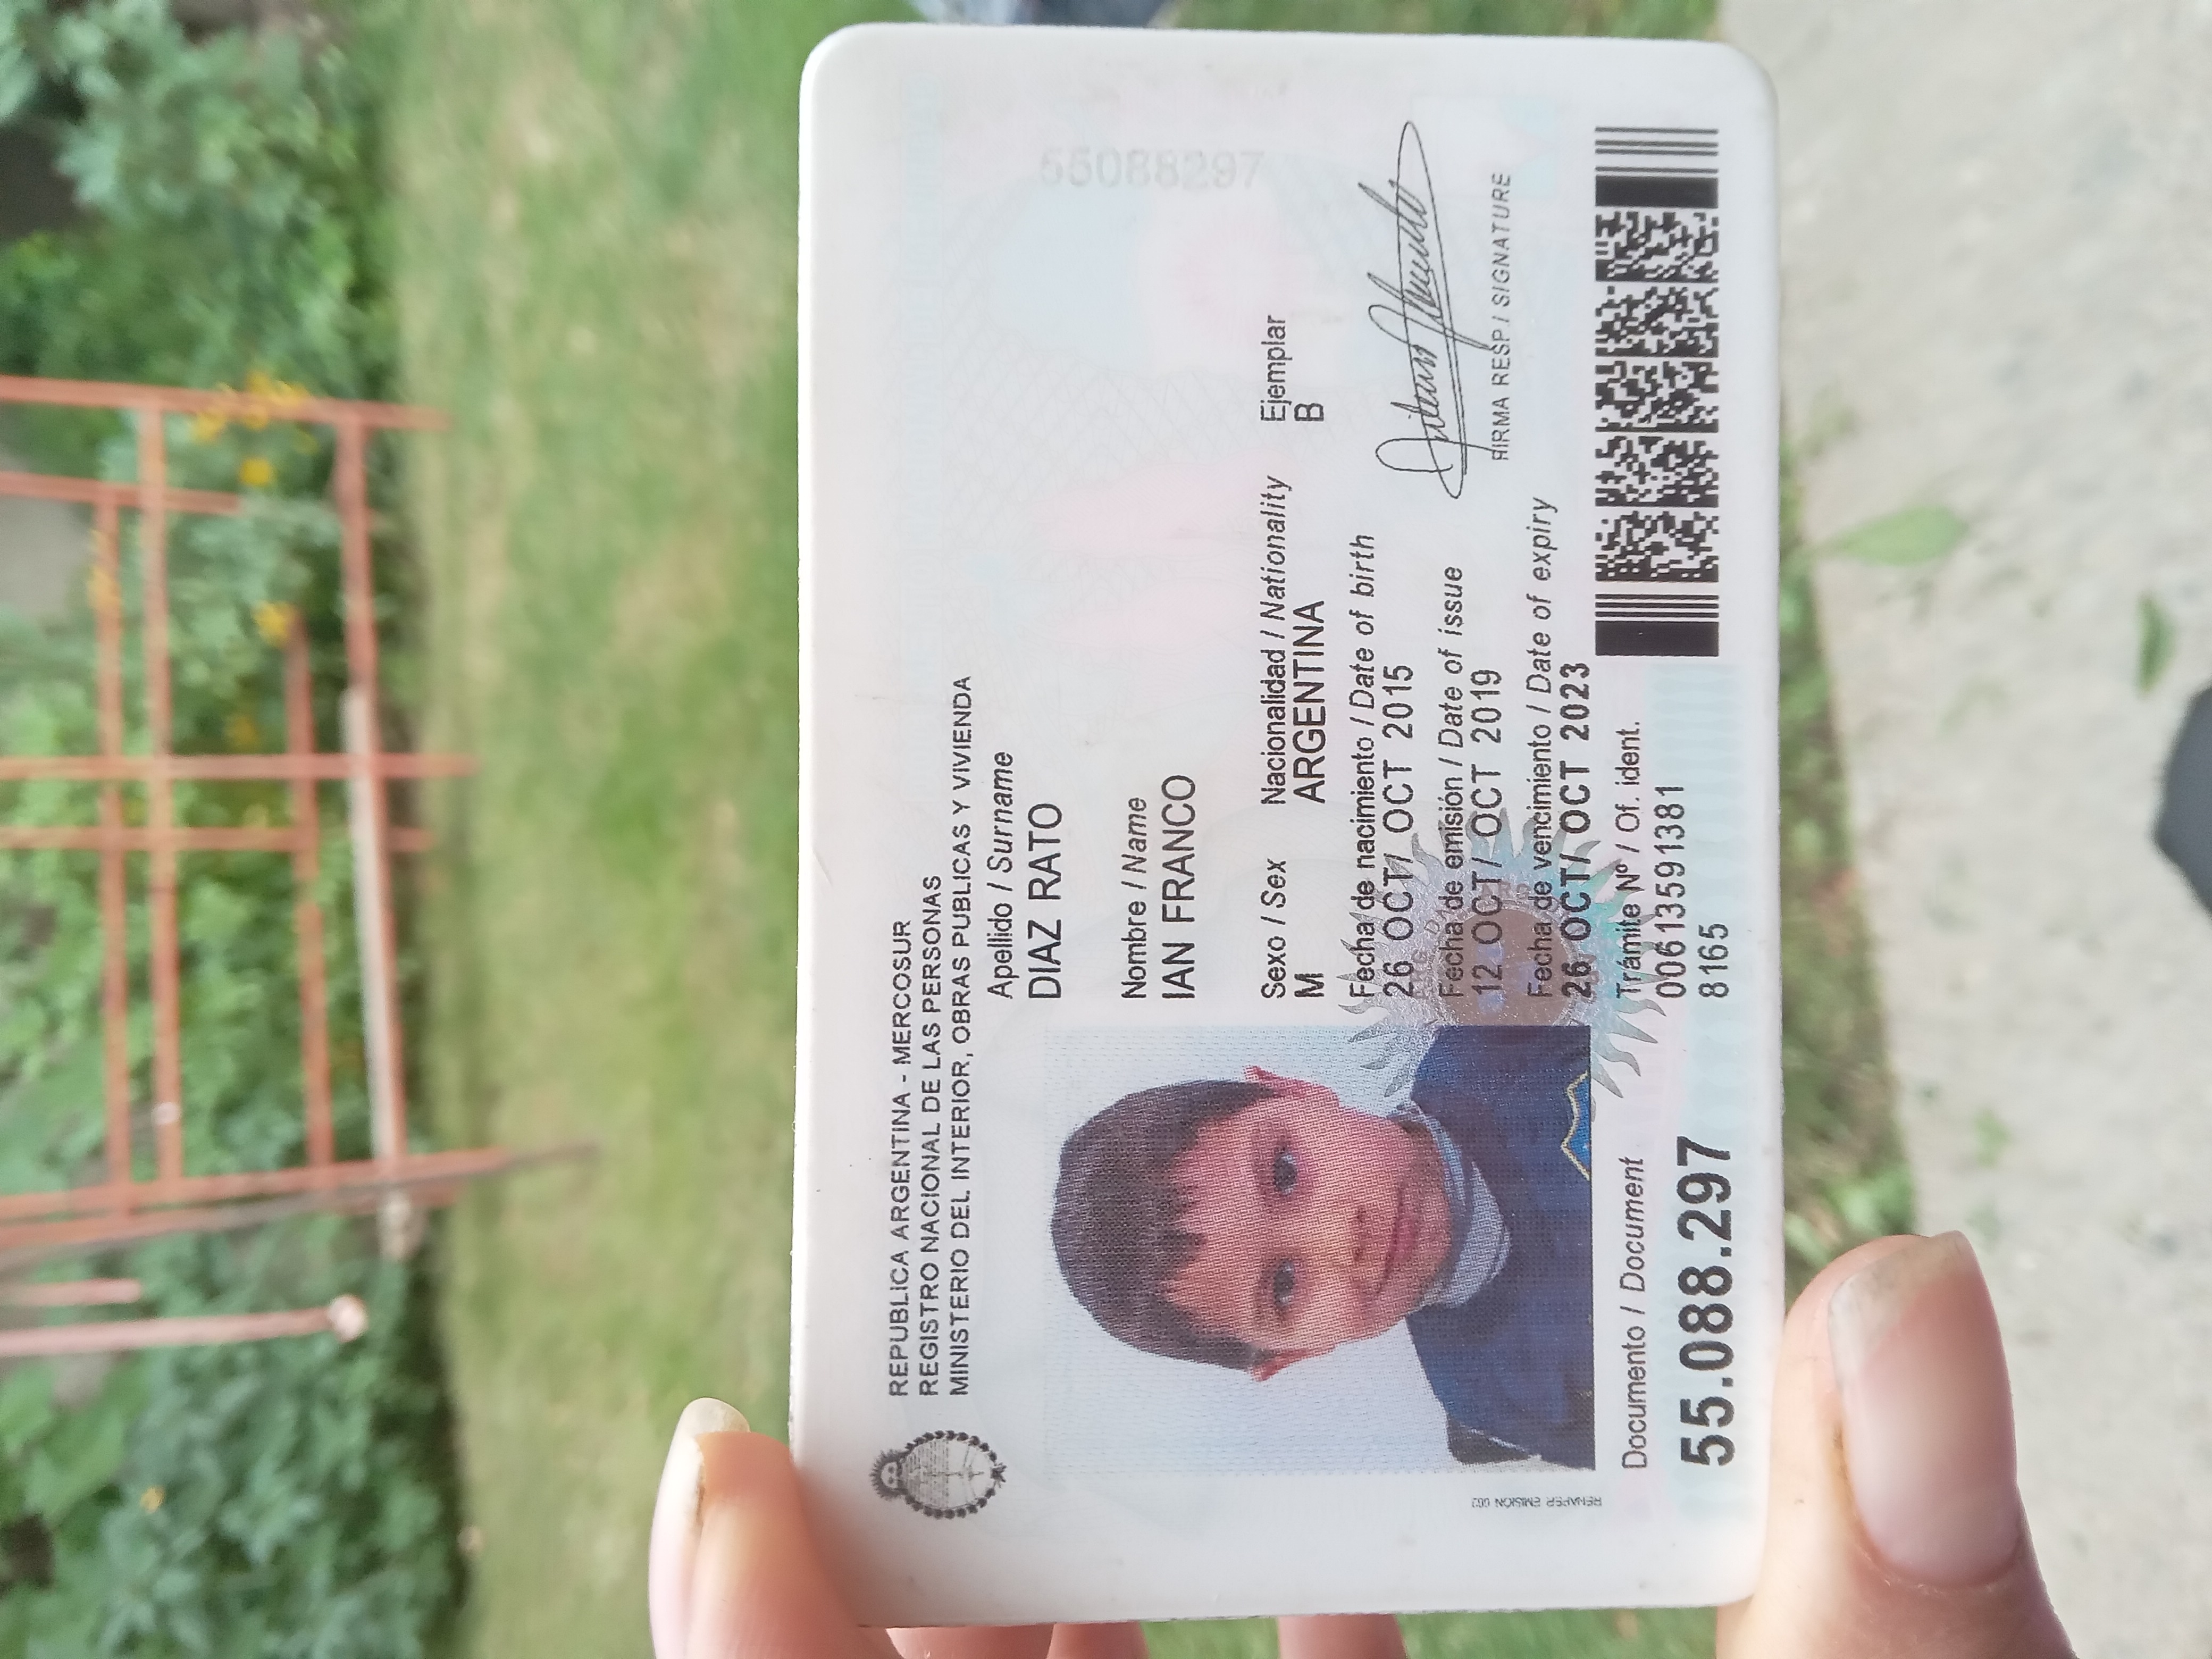 REPUBLICA ARGENTINA - MERCOSUR
REGISTRO NACIONAL DE LAS PERSONAS
MINISTERIO DEL INTERIOR, OBRAS PUBLICAS Y VIVIENDA
Apellido / Surname
DIAZ RATO
Nombre / Name
IAN FRANCO
Sexo / Sex Nacionalidad / Nationality Ejemplar
M ARGENTINA B
Fecha de nacimiento / Date of birth
26 OCT/ OCT 2015
Fecha de emisión / Date of issue
12 OCT/ OCT 2019
FIRMA RESP./ SIGNATURE
Fecha de vencimiento / Date of expiry
26 OCT/ OCT 2023
Documento / Document
55.088.297
Trámite Nº / Of. ident.
00613591381
8165
RENAPER EMISIÓN
55088297